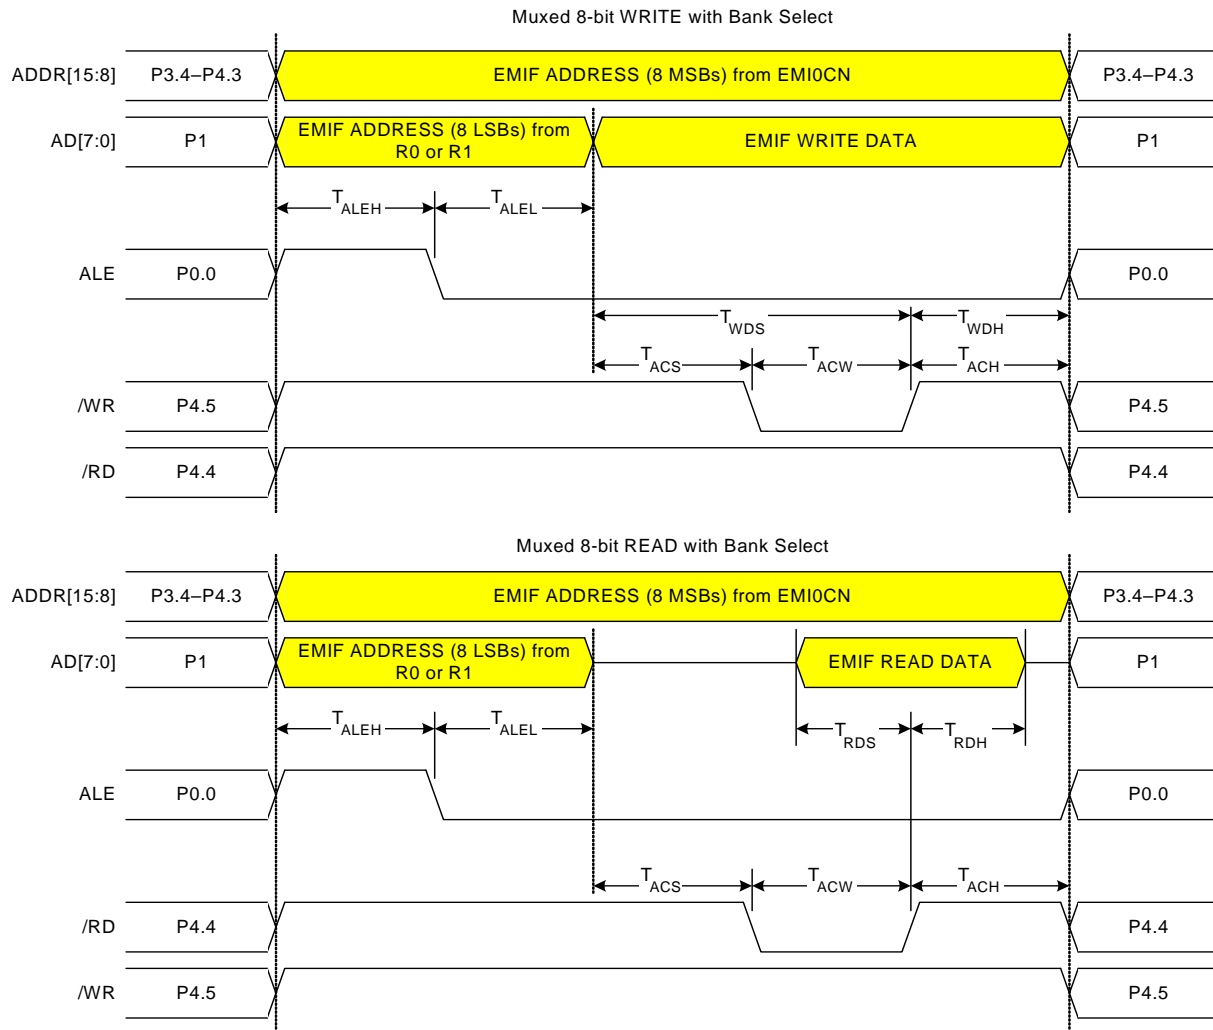 Muxed 8-bit WRITE with Bank Select
ADDR[15:8] P3.4–P4.3 EMIF ADDRESS (8 MSBs) from EMI0CN P3.4–P4.3
AD[7:0] P1 EMIF ADDRESS (8 LSBs) from R0 or R1 EMIF WRITE DATA P1
TALEH TALEL
ALE P0.0 P0.0
TWDS TWDH
TACS TACW TACH
/WR P4.5 P4.5
/RD P4.4 P4.4
Muxed 8-bit READ with Bank Select
ADDR[15:8] P3.4–P4.3 EMIF ADDRESS (8 MSBs) from EMI0CN P3.4–P4.3
AD[7:0] P1 EMIF ADDRESS (8 LSBs) from R0 or R1 EMIF READ DATA P1
TALEH TALEL TRDS TRDH
ALE P0.0 P0.0
TACS TACW TACH
/RD P4.4 P4.4
/WR P4.5 P4.5